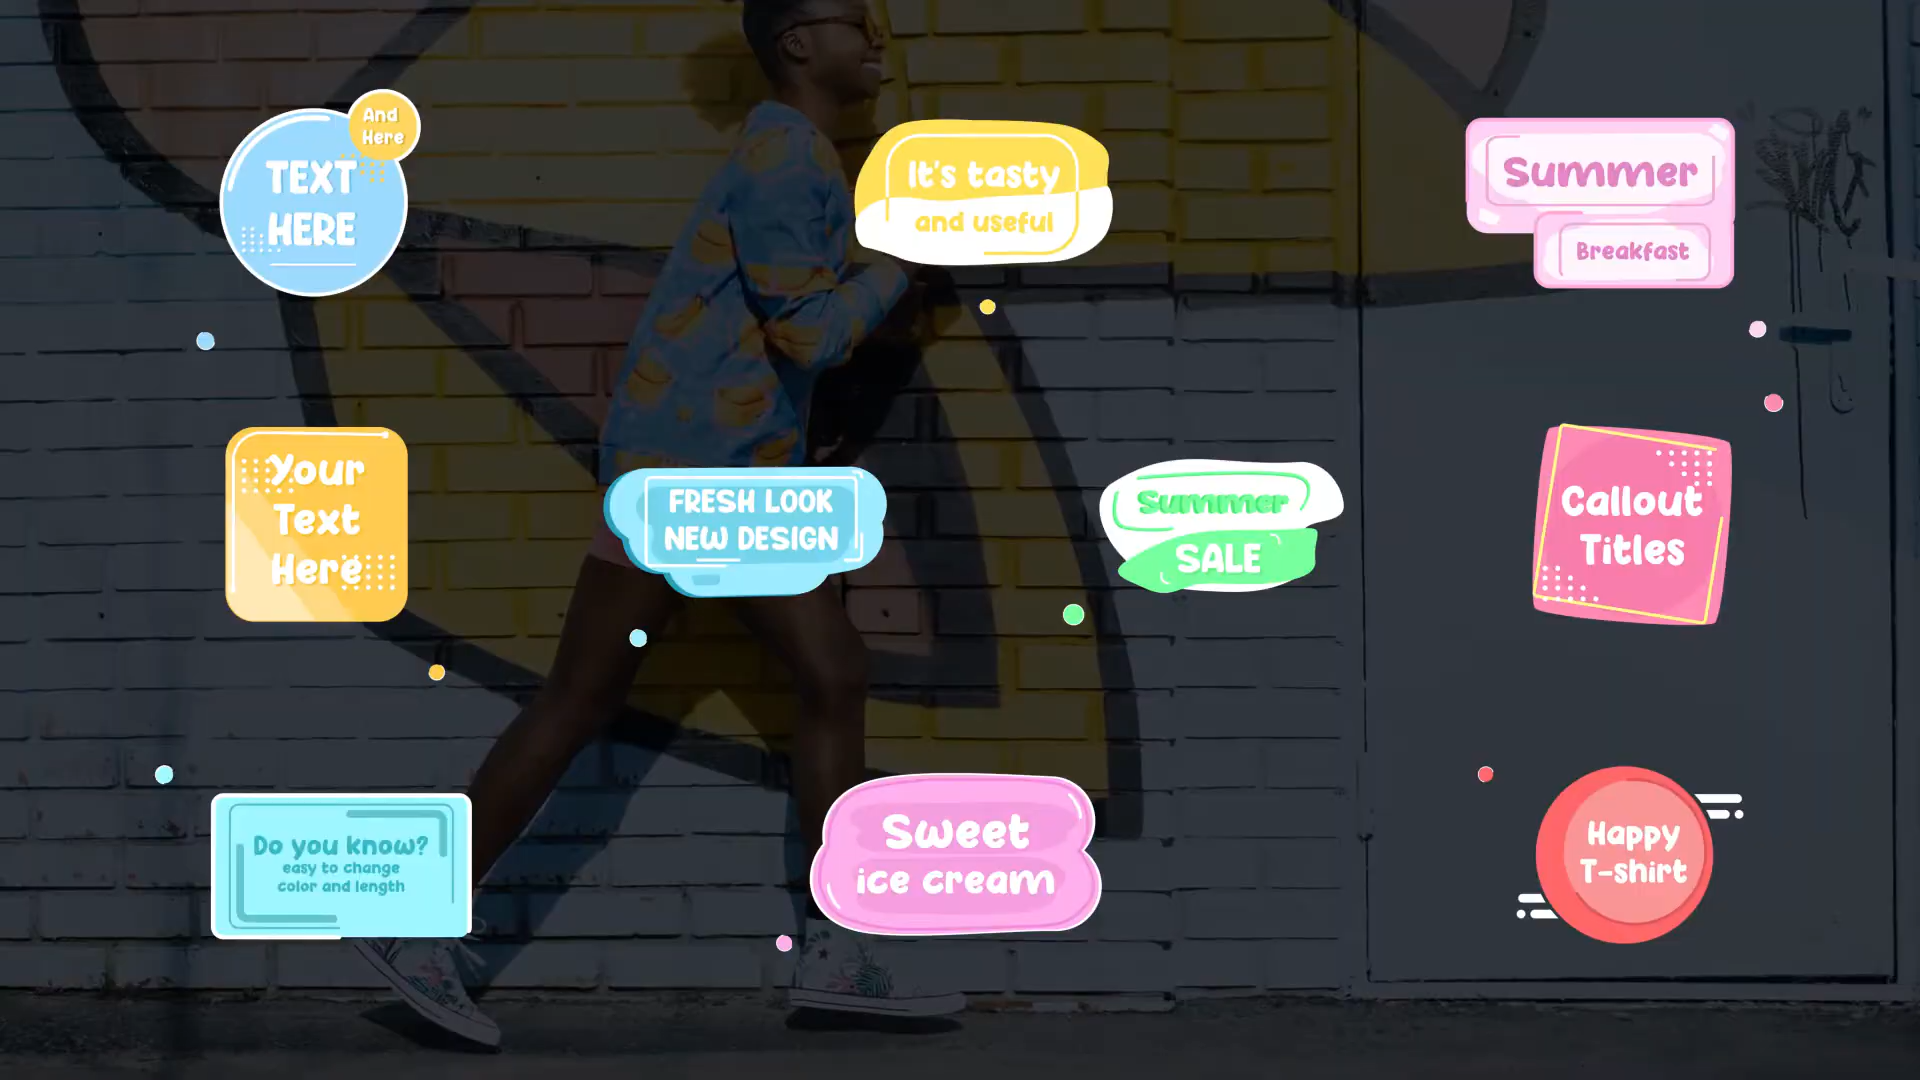 And
Here
TEXT
HERE
It's tasty
and useful
Summer
Breakfast
Your
Text
Here
FRESH LOOK
NEW DESIGN
Summer
SALE
Callout
Titles
Do you know?
easy to change
color and length
Sweet
ice cream
Happy
T-shirt